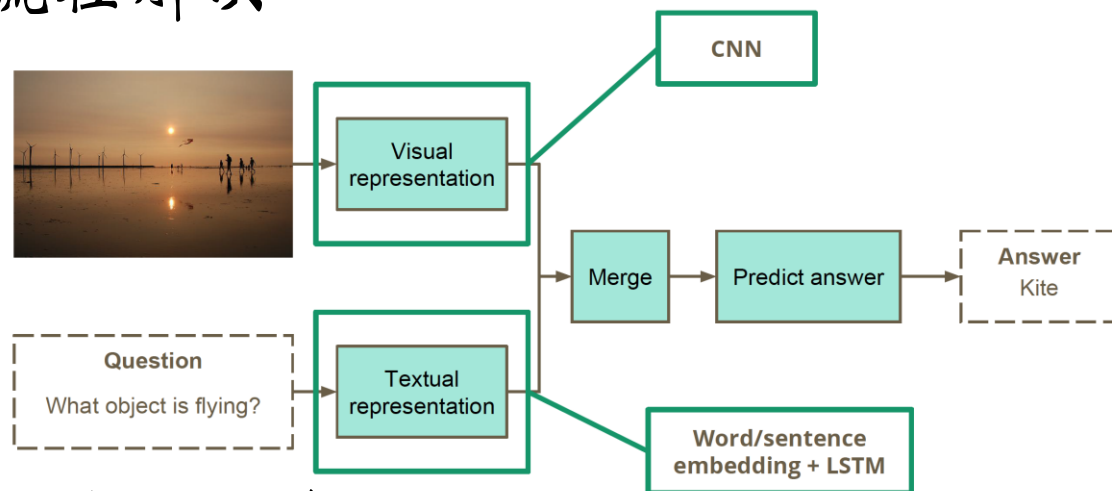 CNN
Visual
representation
Merge
Predict answer
Answer
Kite
Question
What object is flying?
Textual
representation
Word/sentence
embedding + LSTM